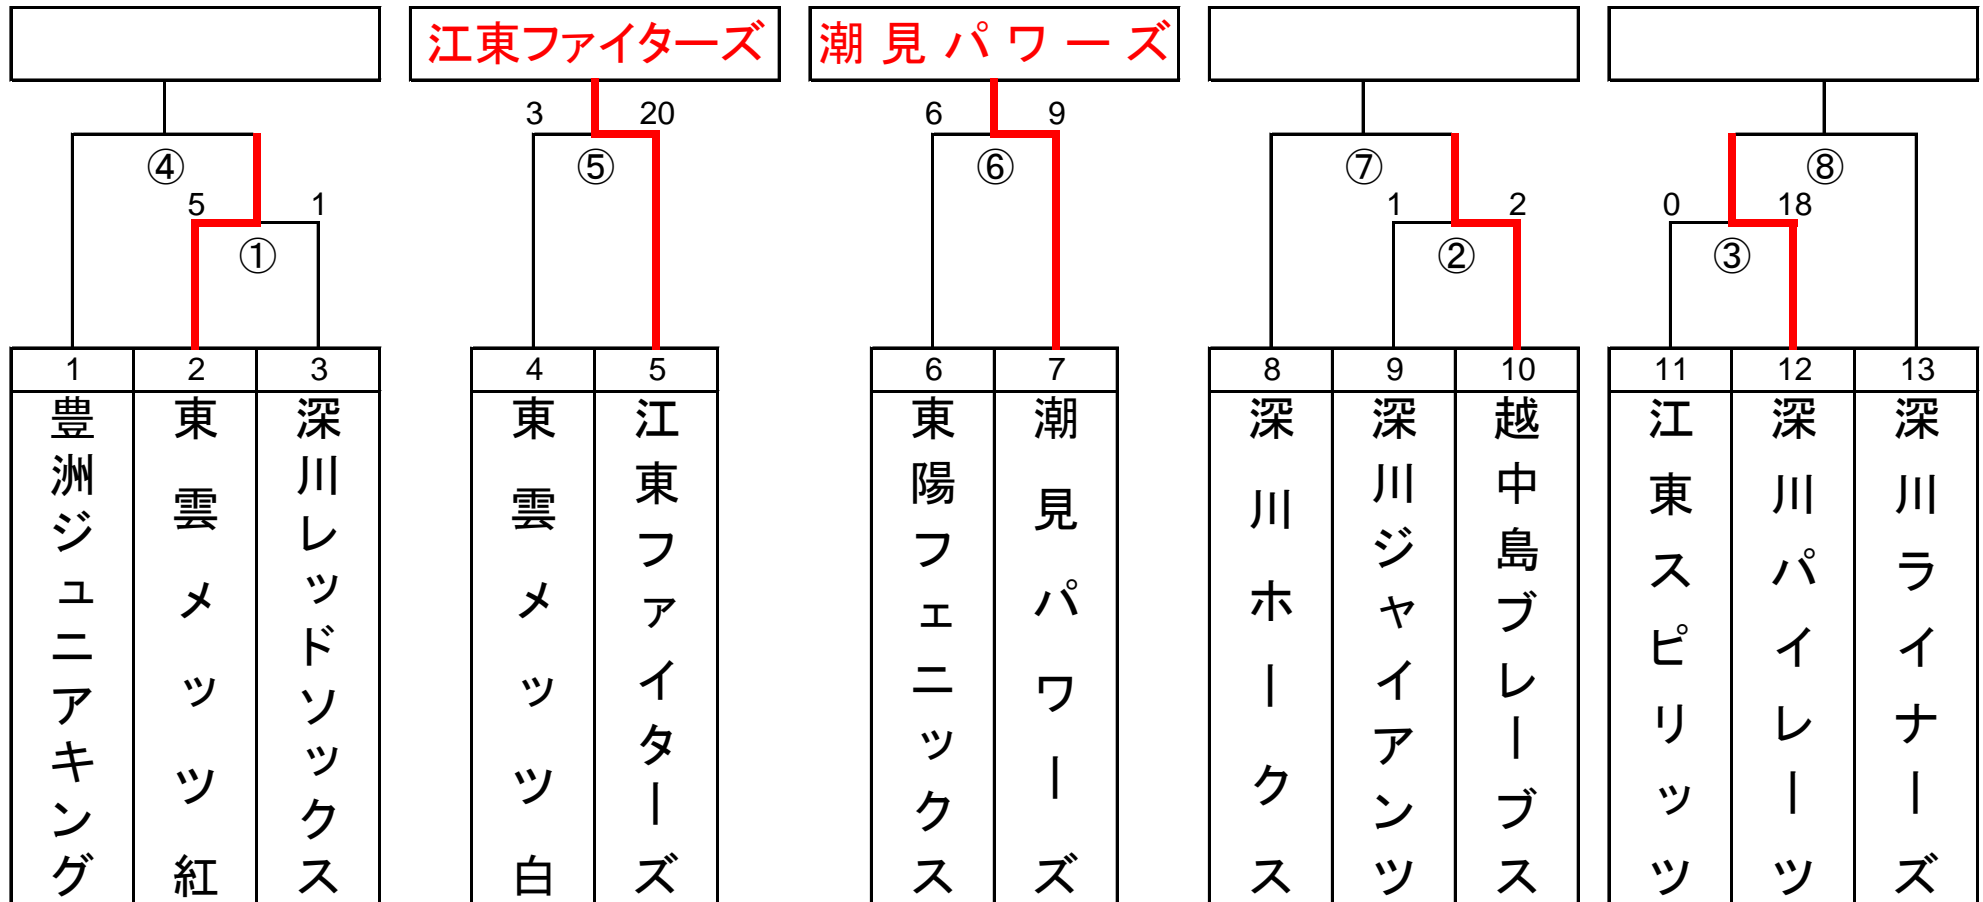 江東ファイターズ
潮見パワーズ
3 20
6 9
④
⑤
⑥
⑦
⑧
5 1
1 2
0 18
①
②
③
1 2 3
4 5
6 7
8 9 10
11 12 13
豊洲ジュニアキング
東雲メッツ紅
深川レッドソックス
東雲メッツ白
江東ファイターズ
東陽フェニックス
潮見パワーズ
深川ホークス
深川ジャイアンツ
越中島ブレーブス
江東スピリッツ
深川パイレーツ
深川ライナーズ